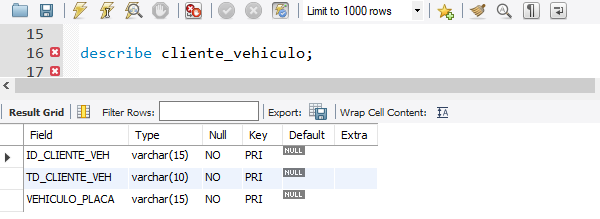 Limit to 1000 rows
15
16 describe cliente_vehiculo;
17
Result Grid Filter Rows: Export: Wrap Cell Content: IA
Field Type Null Key Default Extra
ID_CLIENTE_VEH varchar(15) NO PRI NULL
TD_CLIENTE_VEH varchar(10) NO PRI NULL
VEHICULO_PLACA varchar(15) NO PRI NULL